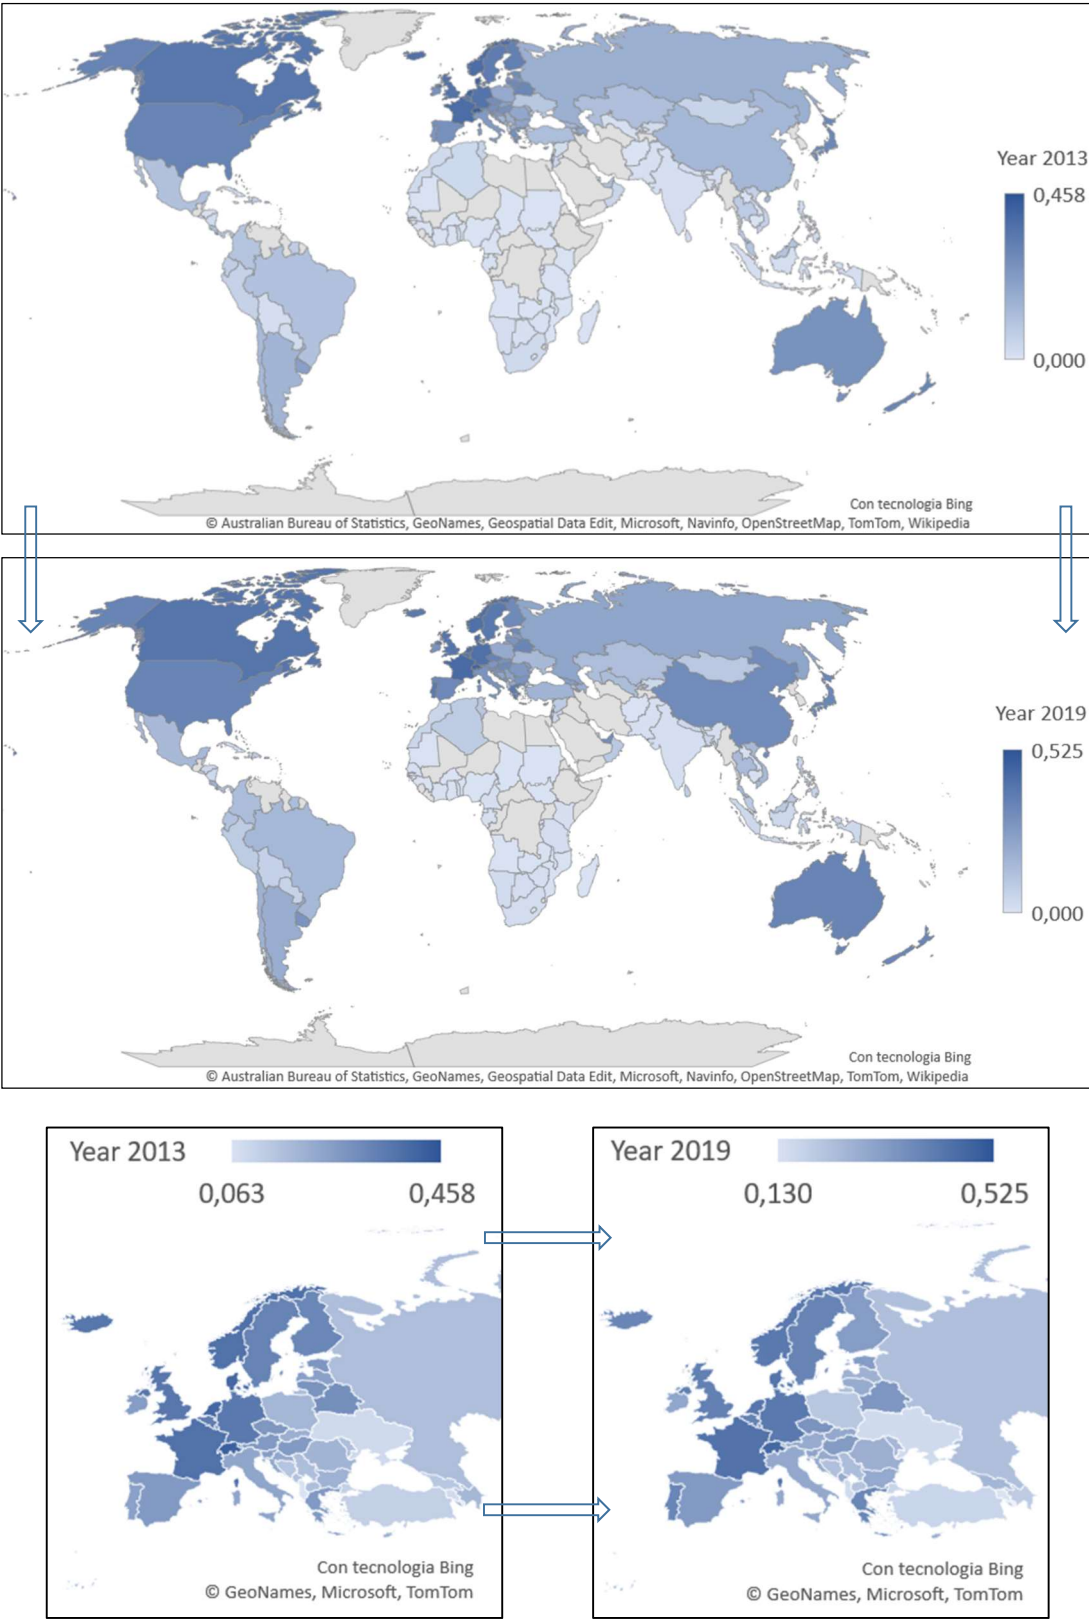 Year 2013
0,458
0,000
Con tecnologia Bing
© Australian Bureau of Statistics, GeoNames, Geospatial Data Edit, Microsoft, Navinfo, OpenStreetMap, TomTom, Wikipedia
Year 2019
0,525
0,000
Con tecnologia Bing
© Australian Bureau of Statistics, GeoNames, Geospatial Data Edit, Microsoft, Navinfo, OpenStreetMap, TomTom, Wikipedia
Year 2013
0,063 0,458
Con tecnologia Bing
© GeoNames, Microsoft, TomTom
Year 2019
0,130 0,525
Con tecnologia Bing
© GeoNames, Microsoft, TomTom